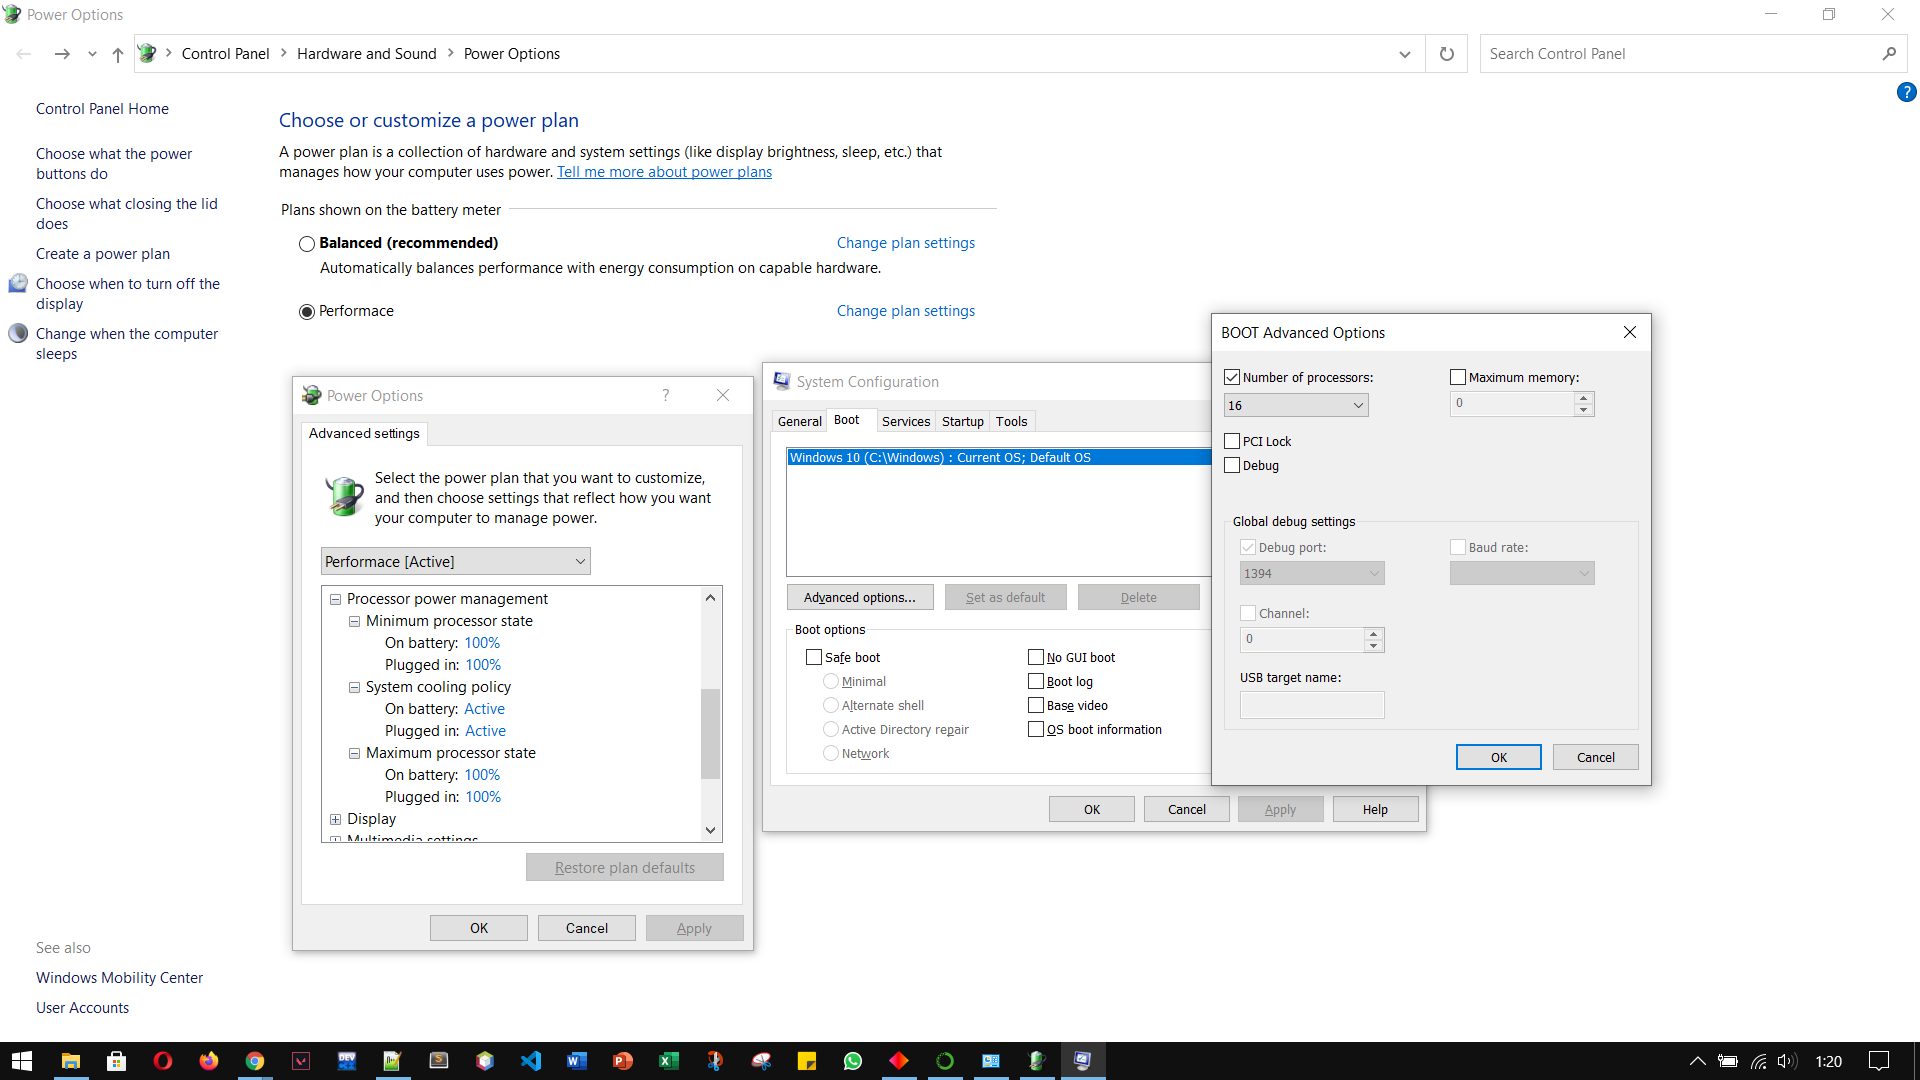 Power Options
Control Panel
Hardware and Sound
Power Options
Search Control Panel
?
Control Panel Home
Choose what the power
buttons do
Choose what closing the lid
does
Create a power plan
Choose when to turn off the
display
Change when the computer
sleeps
Choose or customize a power plan
A power plan is a collection of hardware and system settings (like display brightness, sleep, etc.) that
manages how your computer uses power. Tell me more about power plans
Plans shown on the battery meter
Balanced (recommended)
Change plan settings
Automatically balances performance with energy consumption on capable hardware.
Performace
Change plan settings
Power Options
?
Advanced settings
Select the power plan that you want to customize,
and then choose settings that reflect how you want
your computer to manage power.
Performace [Active]
Processor power management
Minimum processor state
On battery: 100%
Plugged in: 100%
System cooling policy
On battery: Active
Plugged in: Active
Maximum processor state
On battery: 100%
Plugged in: 100%
Display
Multimedia settings
Restore plan defaults
OK
Cancel
Apply
System Configuration
General
Boot
Services
Startup
Tools
Windows 10 (C:\Windows) : Current OS; Default OS
Advanced options...
Set as default
Delete
Boot options
Safe boot
Minimal
Alternate shell
Active Directory repair
Network
No GUI boot
Boot log
Base video
OS boot information
OK
Cancel
Apply
Help
BOOT Advanced Options
Number of processors:
16
Maximum memory:
0
PCI Lock
Debug
Global debug settings
Debug port:
1394
Baud rate:
Channel:
0
USB target name:
OK
Cancel
See also
Windows Mobility Center
User Accounts
DEV
1:20